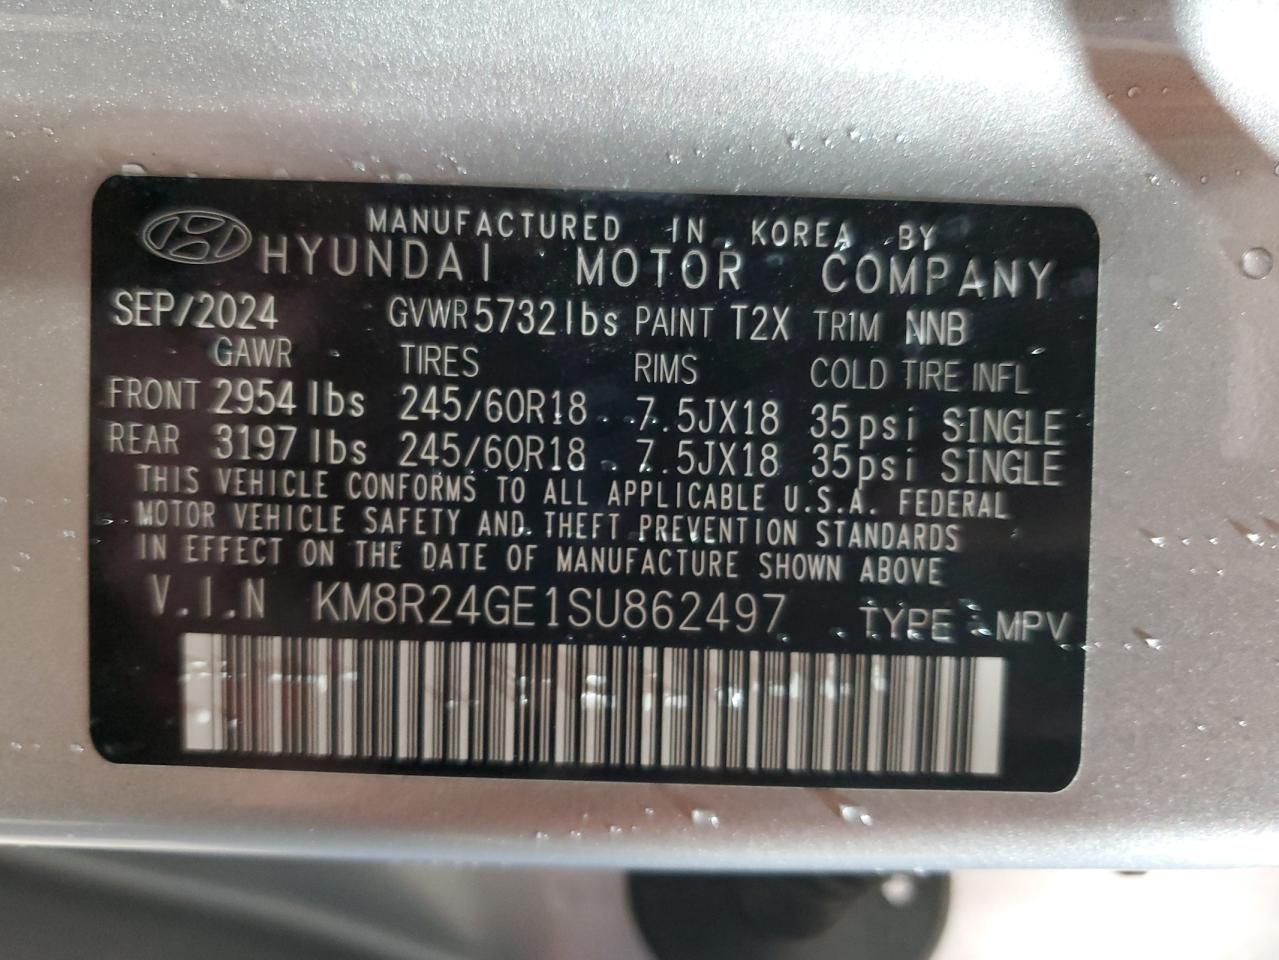 MANUFACTURED IN KOREA BY
HYUNDAI MOTOR COMPANY
SEP/2024 GVWR 5732lbs PAINT T2X TRIM NNB
GAWR TIRES RIMS COLD TIRE INFL
FRONT 2954 lbs 245/60R18 7.5JX18 35psi SINGLE
REAR 3197 lbs 245/60R18 7.5JX18 35psi SINGLE
THIS VEHICLE CONFORMS TO ALL APPLICABLE U.S.A. FEDERAL
MOTOR VEHICLE SAFETY AND THEFT PREVENTION STANDARDS
IN EFFECT ON THE DATE OF MANUFACTURE SHOWN ABOVE
V.I.N KM8R24GE1SU862497 TYPE MPV